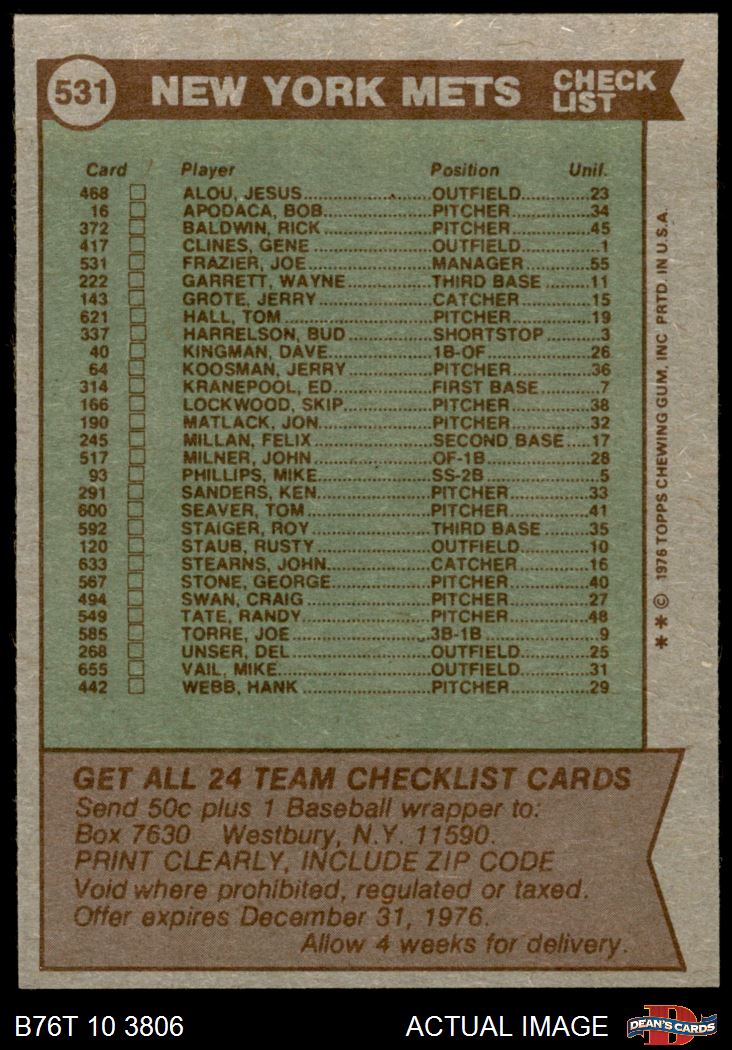 531 NEW YORK METS CHECK LIST
Card Player Position Unif.
468 ALOU, JESUS OUTFIELD 23
16 APODACA, BOB PITCHER 34
372 BALDWIN, RICK PITCHER 45
417 CLINES, GENE OUTFIELD 1
531 FRAZIER, JOE MANAGER 55
222 GARRETT, WAYNE THIRD BASE 11
143 GROTE, JERRY CATCHER 15
621 HALL, TOM PITCHER 19
337 HARRELSON, BUD SHORTSTOP 3
40 KINGMAN, DAVE 1B-OF 26
64 KOOSMAN, JERRY PITCHER 36
314 KRANEPOOL, ED FIRST BASE 7
166 LOCKWOOD, SKIP PITCHER 38
190 MATLACK, JON PITCHER 32
245 MILLAN, FELIX SECOND BASE 17
517 MILNER, JOHN OF-1B 28
93 PHILLIPS, MIKE SS-2B 5
291 SANDERS, KEN PITCHER 33
600 SEAVER, TOM PITCHER 41
592 STAIGER, ROY THIRD BASE 35
120 STAUB, RUSTY OUTFIELD 10
633 STEARNS, JOHN CATCHER 16
567 STONE, GEORGE PITCHER 40
494 SWAN, CRAIG PITCHER 27
549 TATE, RANDY PITCHER 48
585 TORRE, JOE 3B-1B 9
268 UNSER, DEL OUTFIELD 25
655 VAIL, MIKE OUTFIELD 31
442 WEBB, HANK PITCHER 29
* * © 1976 TOPPS CHEWING GUM, INC PRTD. IN U.S.A.
GET ALL 24 TEAM CHECKLIST CARDS
Send 50c plus 1 Baseball wrapper to:
Box 7630 Westbury, N.Y. 11590.
PRINT CLEARLY, INCLUDE ZIP CODE
Void where prohibited, regulated or taxed.
Offer expires December 31, 1976.
Allow 4 weeks for delivery.
B76T 10 3806 ACTUAL IMAGE DEAN'S CARDS